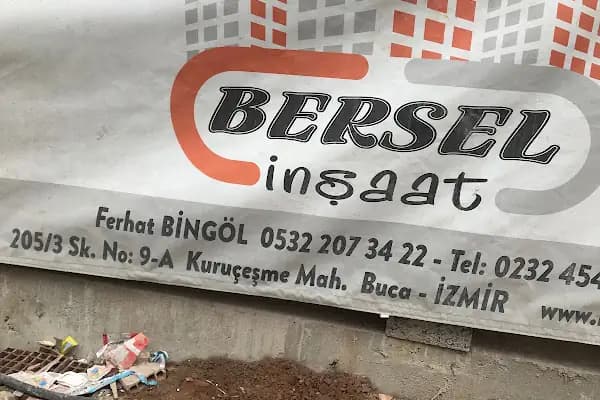 BERSEL
inşaat
Ferhat BİNGÖL 0532 207 34 22 - Tel: 0232 454
205/3 Sk. No: 9-A Kuruçeşme Mah. Buca - İZMİR www.